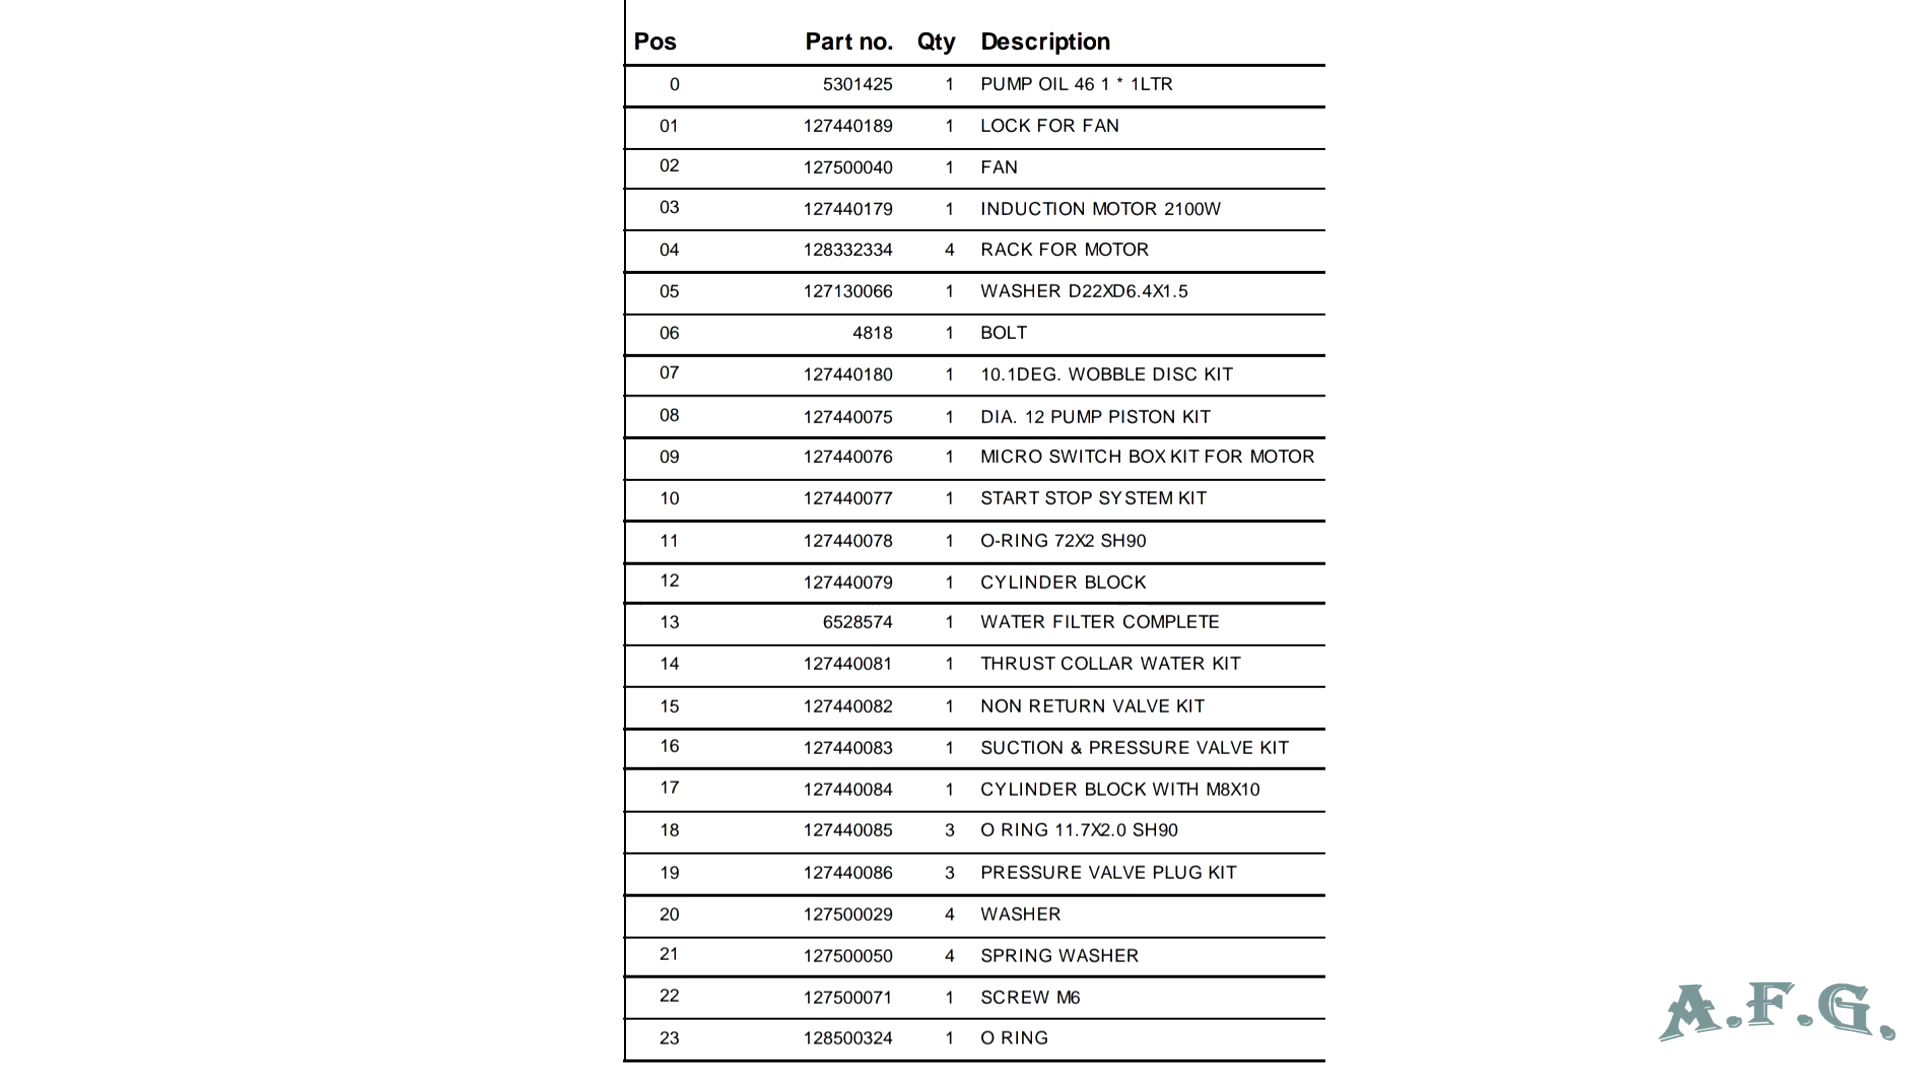 Pos Part no. Qty Description
0 5301425 1 PUMP OIL 46 1 * 1LTR
01 127440189 1 LOCK FOR FAN
02 127500040 1 FAN
03 127440179 1 INDUCTION MOTOR 2100W
04 128332334 4 RACK FOR MOTOR
05 127130066 1 WASHER D22XD6.4X1.5
06 4818 1 BOLT
07 127440180 1 10.1DEG. WOBBLE DISC KIT
08 127440075 1 DIA. 12 PUMP PISTON KIT
09 127440076 1 MICRO SWITCH BOX KIT FOR MOTOR
10 127440077 1 START STOP SYSTEM KIT
11 127440078 1 O-RING 72X2 SH90
12 127440079 1 CYLINDER BLOCK
13 6528574 1 WATER FILTER COMPLETE
14 127440081 1 THRUST COLLAR WATER KIT
15 127440082 1 NON RETURN VALVE KIT
16 127440083 1 SUCTION & PRESSURE VALVE KIT
17 127440084 1 CYLINDER BLOCK WITH M8X10
18 127440085 3 O RING 11.7X2.0 SH90
19 127440086 3 PRESSURE VALVE PLUG KIT
20 127500029 4 WASHER
21 127500050 4 SPRING WASHER
22 127500071 1 SCREW M6
23 128500324 1 O RING
A.F.G.